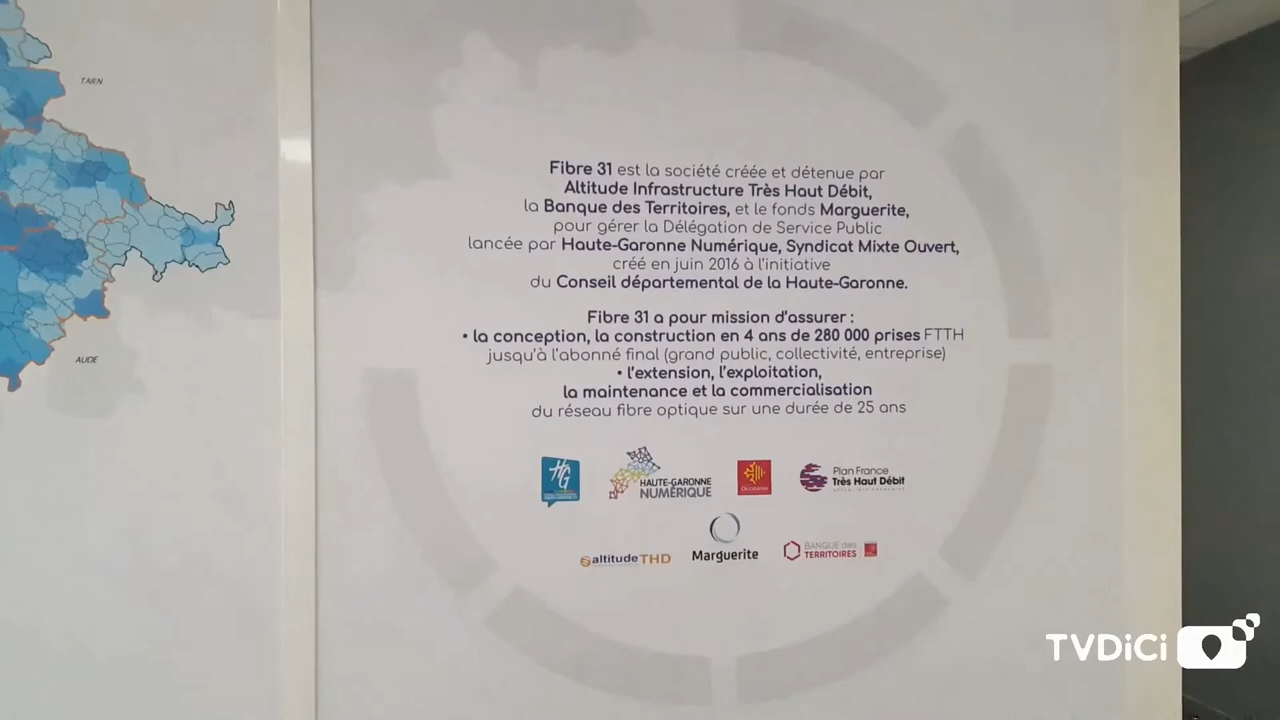 TARN
AUDE
Fibre 31 est la société créée et détenue par
Altitude Infrastructure Très Haut Débit,
la Banque des Territoires, et le fonds Marguerite,
pour gérer la Délégation de Service Public
lancée par Haute-Garonne Numérique, Syndicat Mixte Ouvert,
créé en juin 2016 à l'initiative
du Conseil départemental de la Haute-Garonne.
Fibre 31 a pour mission d'assurer :
• la conception, la construction en 4 ans de 280 000 prises FTTH
jusqu'à l'abonné final (grand public, collectivité, entreprise)
• l'extension, l'exploitation,
la maintenance et la commercialisation
du réseau fibre optique sur une durée de 25 ans
HG
HAUTE-GARONNE
NUMÉRIQUE
Occitanie
Plan France
Très Haut Débit
altitude THD
Marguerite
BANQUE des
TERRITOIRES
TVDiCi